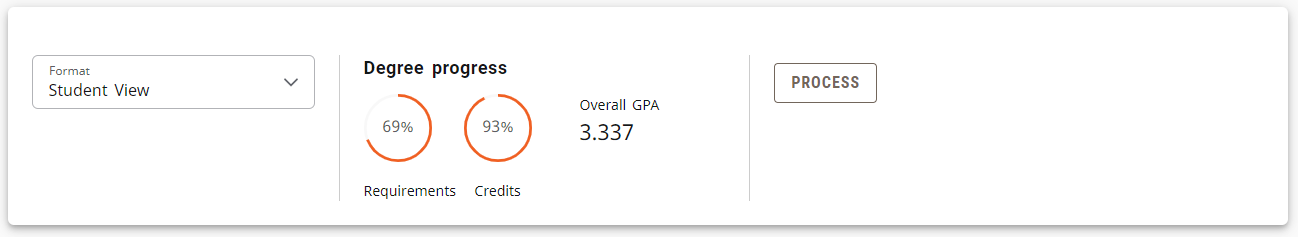 Format
Student View
Degree progress
69%
93%
Requirements
Credits
Overall GPA
3.337
PROCESS